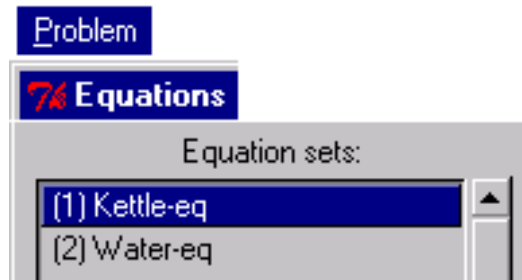 Problem
Equations
Equation sets:
(1) Kettle-eq
(2) Water-eq